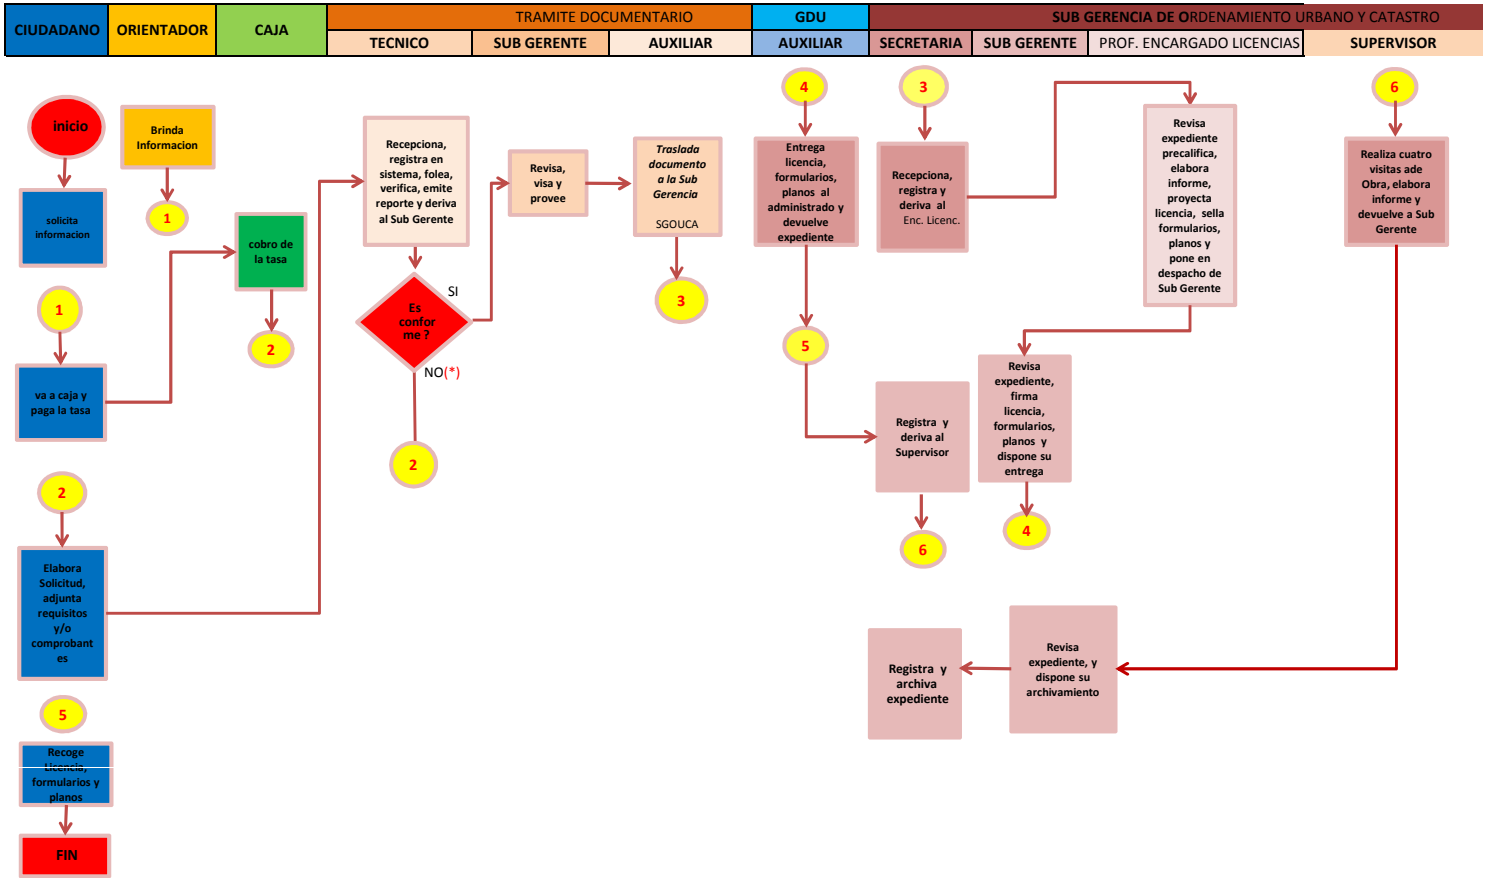 CIUDADANO
ORIENTADOR
CAJA
TRAMITE DOCUMENTARIO
GDU
SUB GERENCIA DE ORDENAMIENTO URBANO Y CATASTRO
TECNICO
SUB GERENTE
AUXILIAR
AUXILIAR
SECRETARIA
SUB GERENTE
PROF. ENCARGADO LICENCIAS
SUPERVISOR
inicio
solicita
informacion
1
va a caja y
paga la tasa
2
Elabora
Solicitud,
adjunta
requisitos
y/o
comprobant
es
5
Recoge
Licencia,
formularios y
planos
FIN
Brinda
Informacion
1
cobro de
la tasa
2
Recepciona,
registra en
sistema, folea,
verifica, emite
reporte y deriva
al Sub Gerente
Es
confor
me ?
SI
NO(*)
2
Revisa,
visa y
provee
Traslada
documento
a la Sub
Gerencia
SGOUCA
3
4
Entrega
licencia,
formularios,
planos al
administrado y
devuelve
expediente
5
3
Recepciona,
registra y
deriva al
Enc. Licenc.
Registra y
deriva al
Supervisor
6
Registra y
archiva
expediente
Revisa
expediente,
firma
licencia,
formularios,
planos y
dispone su
entrega
4
Revisa
expediente, y
dispone su
archivamiento
Revisa
expediente
precalifica,
elabora
informe,
proyecta
licencia, sella
formularios,
planos y
pone en
despacho de
Sub Gerente
6
Realiza cuatro
visitas ade
Obra, elabora
informe y
devuelve a Sub
Gerente